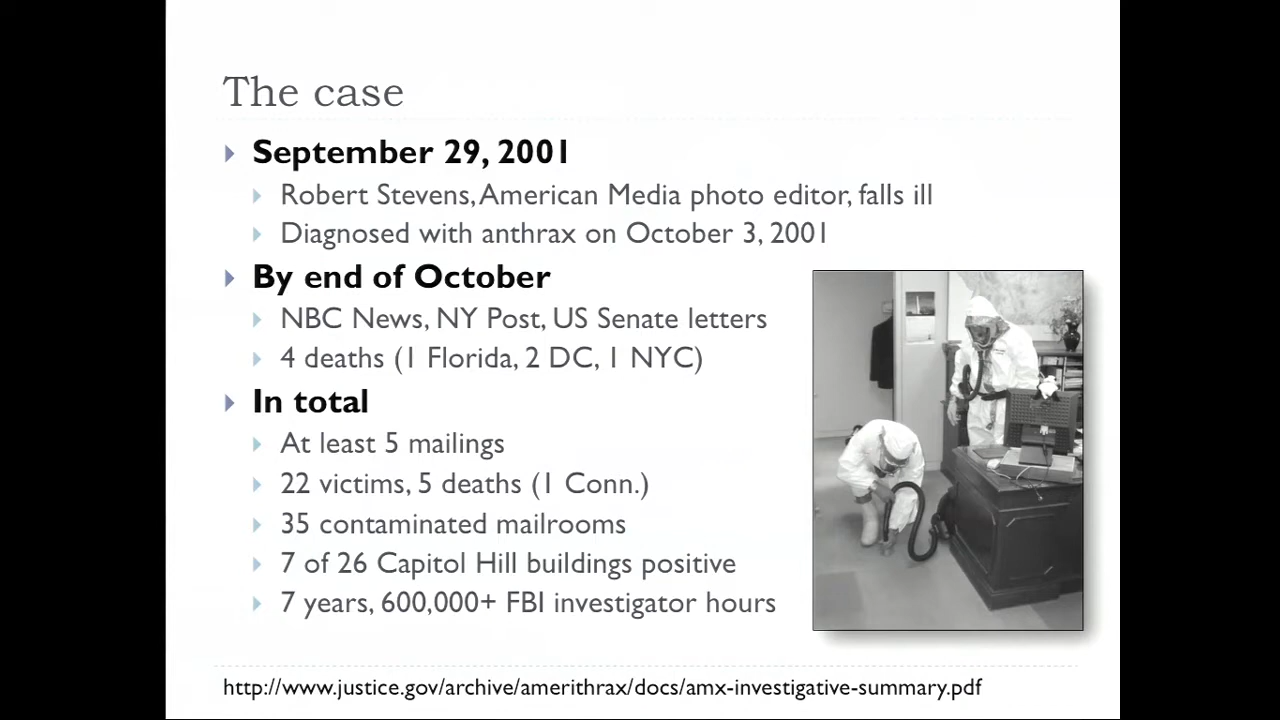 The case
September 29, 2001
Robert Stevens, American Media photo editor, falls ill
Diagnosed with anthrax on October 3, 2001
By end of October
NBC News, NY Post, US Senate letters
4 deaths (1 Florida, 2 DC, 1 NYC)
In total
At least 5 mailings
22 victims, 5 deaths (1 Conn.)
35 contaminated mailrooms
7 of 26 Capitol Hill buildings positive
7 years, 600,000+ FBI investigator hours
http://www.justice.gov/archive/amerithrax/docs/amx-investigative-summary.pdf